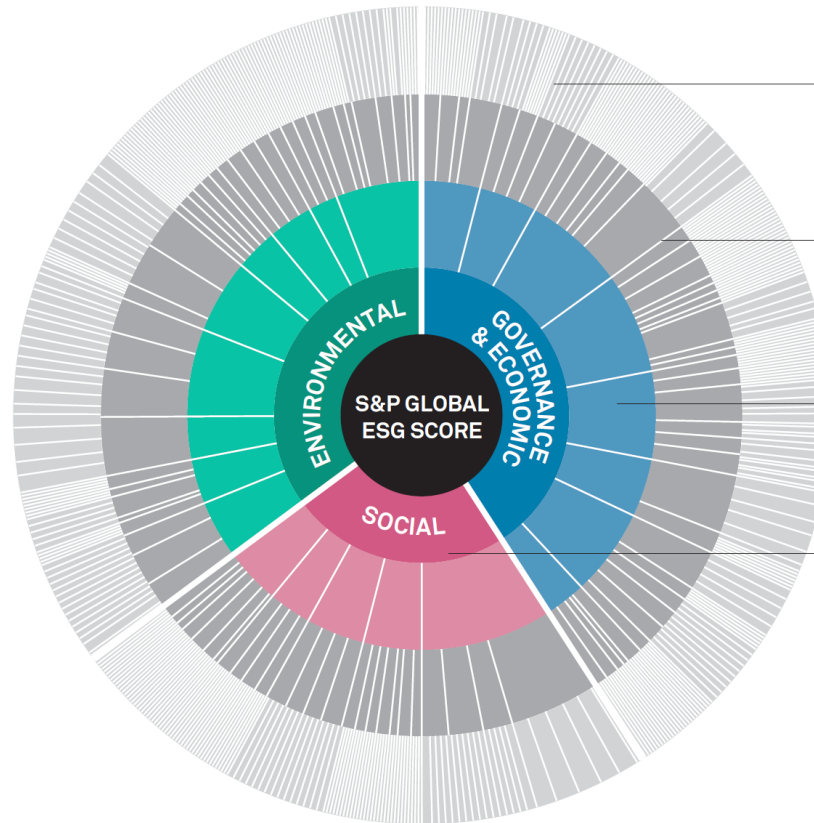 ENVIRONMENTAL
GOVERNANCE
& ECONOMIC
S&P GLOBAL
ESG SCORE
SOCIAL